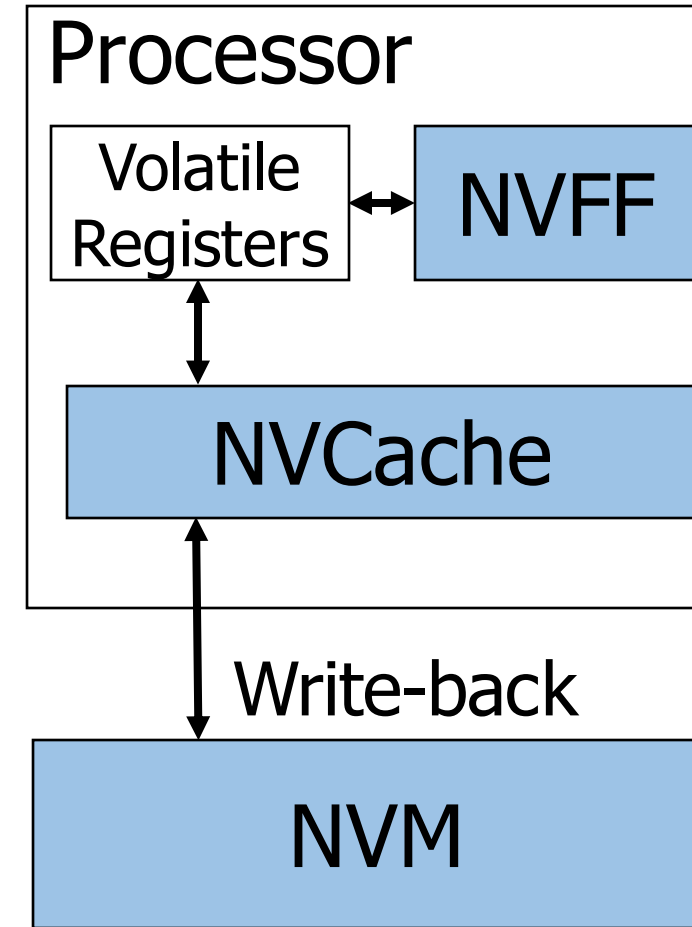 Processor
Volatile
Registers
NVFF
NVCache
Write-back
NVM